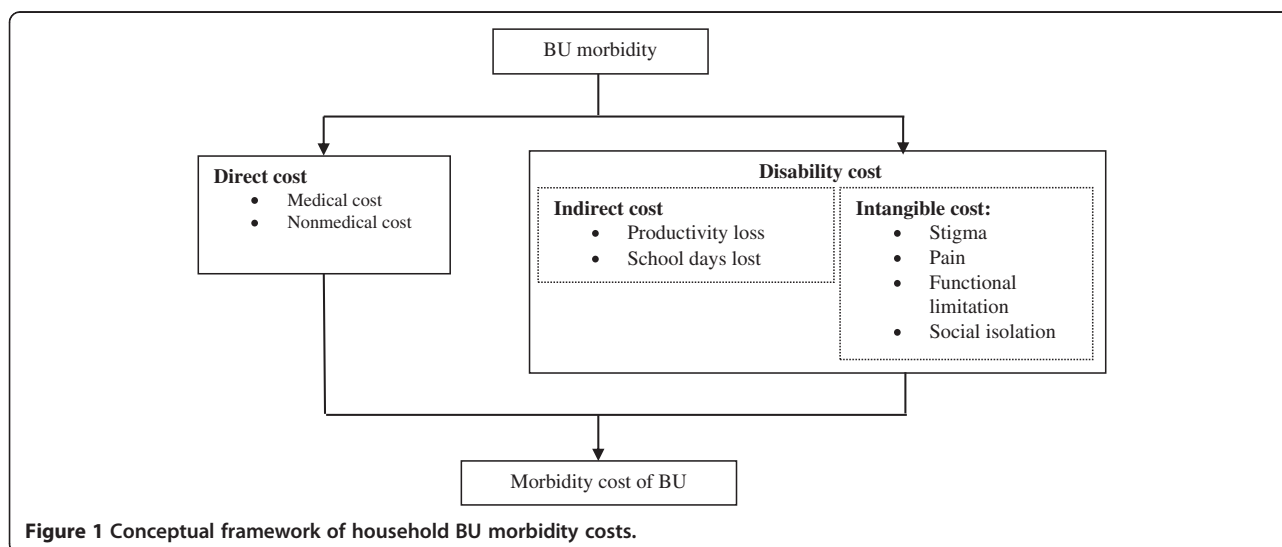 BU morbidity
Direct cost
• Medical cost
• Nonmedical cost
Disability cost
Indirect cost
• Productivity loss
• School days lost
Intangible cost:
• Stigma
• Pain
• Functional
limitation
• Social isolation
Morbidity cost of BU
Figure 1 Conceptual framework of household BU morbidity costs.